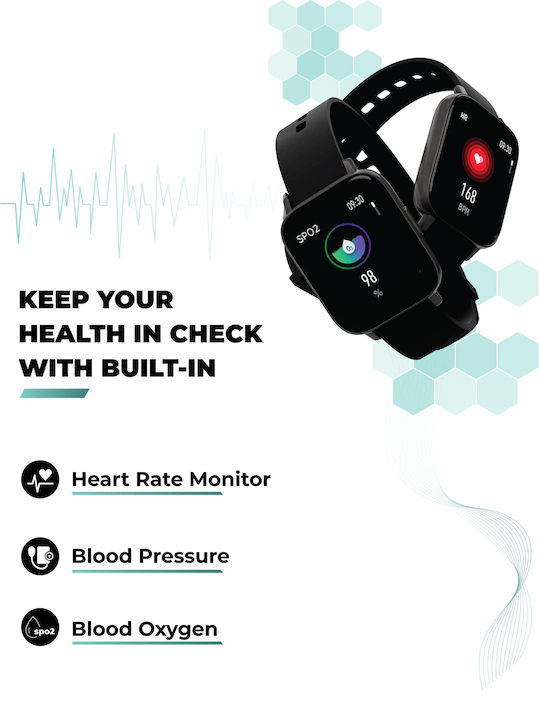 HR
09:30
168
BPM
09:30
SPO2
98
%
KEEP YOUR
HEALTH IN CHECK
WITH BUILT-IN
Heart Rate Monitor
Blood Pressure
spo2
Blood Oxygen